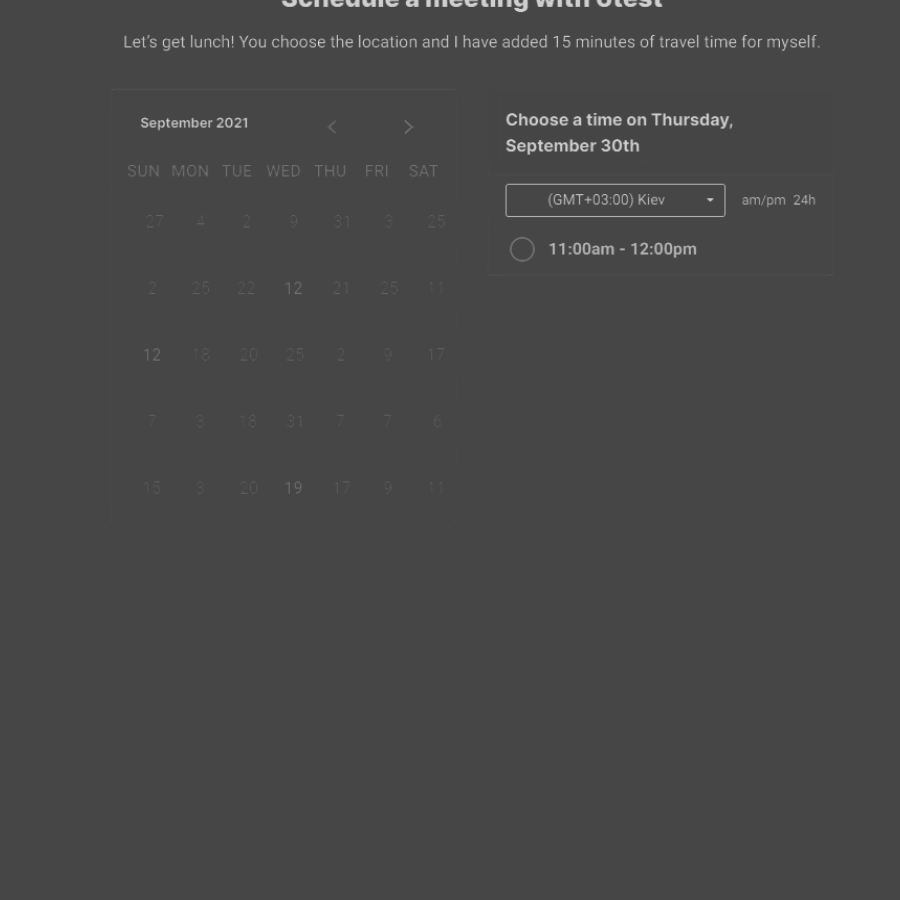 Schedule a meeting with Utest
Let's get lunch! You choose the location and I have added 15 minutes of travel time for myself.
September 2021
SUN MON TUE WED THU FRI SAT
27 4 2 9 31 3 25
2 25 22 12 21 25 11
12 18 20 25 2 9 17
7 3 18 31 7 7 6
15 3 20 19 17 9 11
Choose a time on Thursday,
September 30th
(GMT+03:00) Kiev am/pm 24h
11:00am - 12:00pm